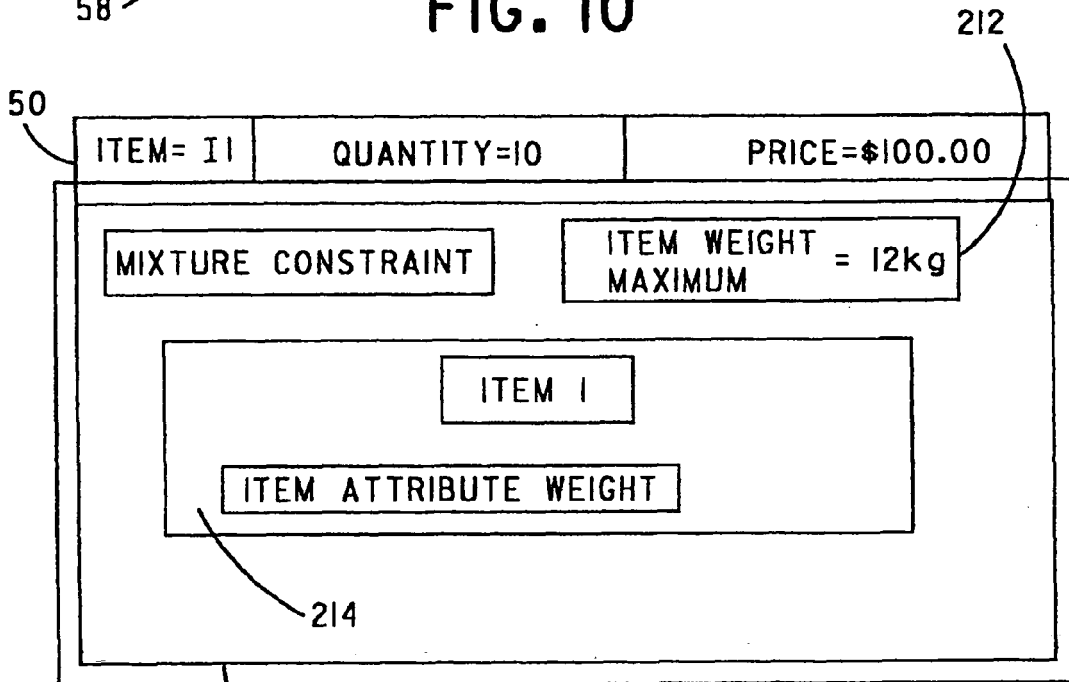 58
FIG. 10
212
50
ITEM= I1 QUANTITY=10 PRICE=$100.00
MIXTURE CONSTRAINT
ITEM WEIGHT MAXIMUM = 12kg
ITEM 1
ITEM ATTRIBUTE WEIGHT
214